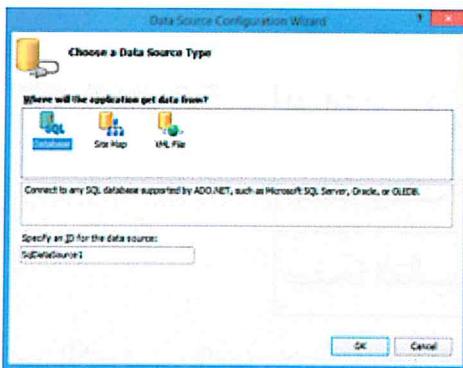 Data Source Configuration Wizard
Choose a Data Source Type
Where will the application get data from?
SQL
Database
Site Map
XML File
Connect to any SQL database supported by ADO.NET, such as Microsoft SQL Server, Oracle, or OLEDB.
Specify an ID for the data source:
SqlDataSource1
OK
Cancel